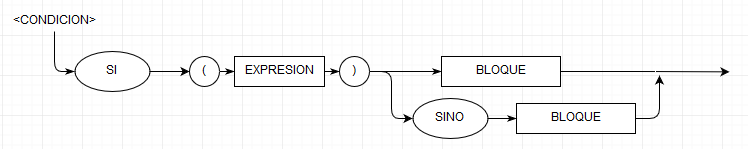 <CONDICION>
SI
(
EXPRESION
)
BLOQUE
SINO
BLOQUE